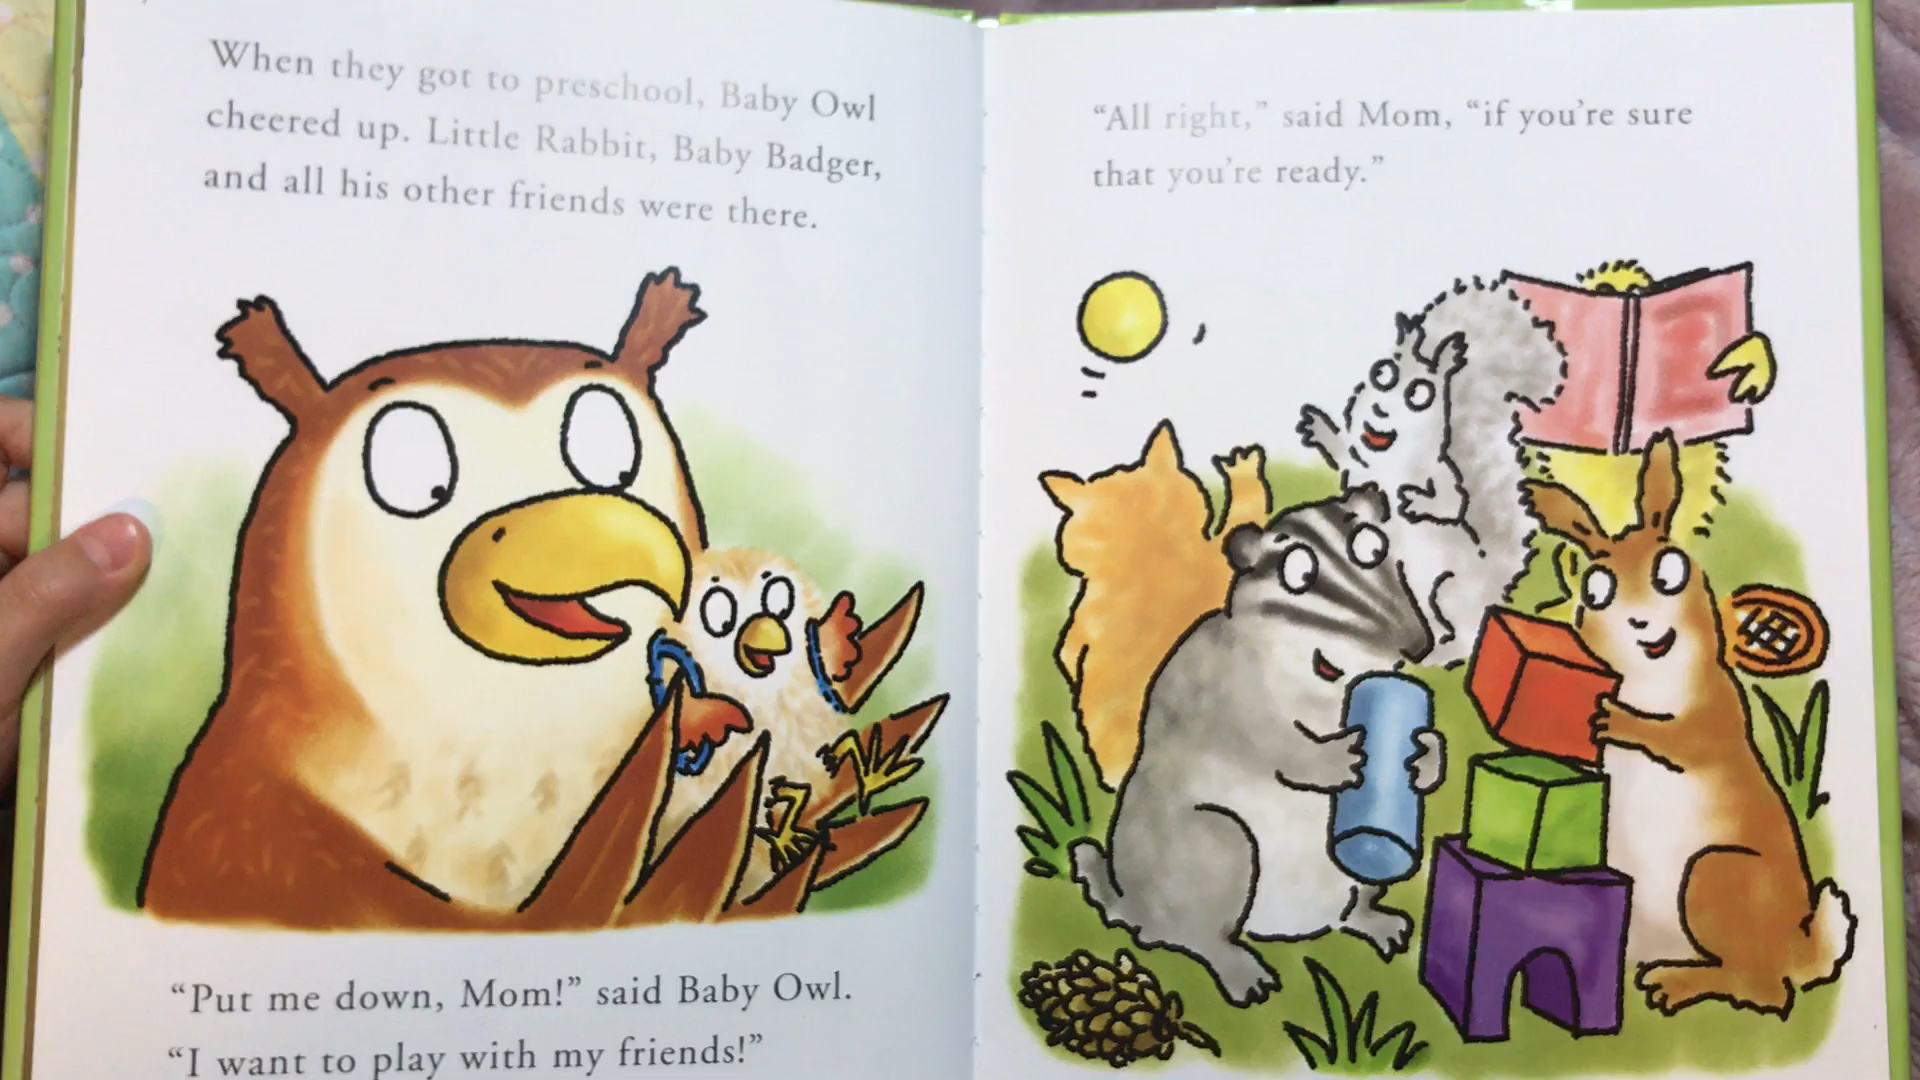 When they got to preschool, Baby Owl
cheered up. Little Rabbit, Baby Badger,
and all his other friends were there.
“Put me down, Mom!” said Baby Owl.
“I want to play with my friends!”
“All right,” said Mom, “if you’re sure
that you’re ready.”